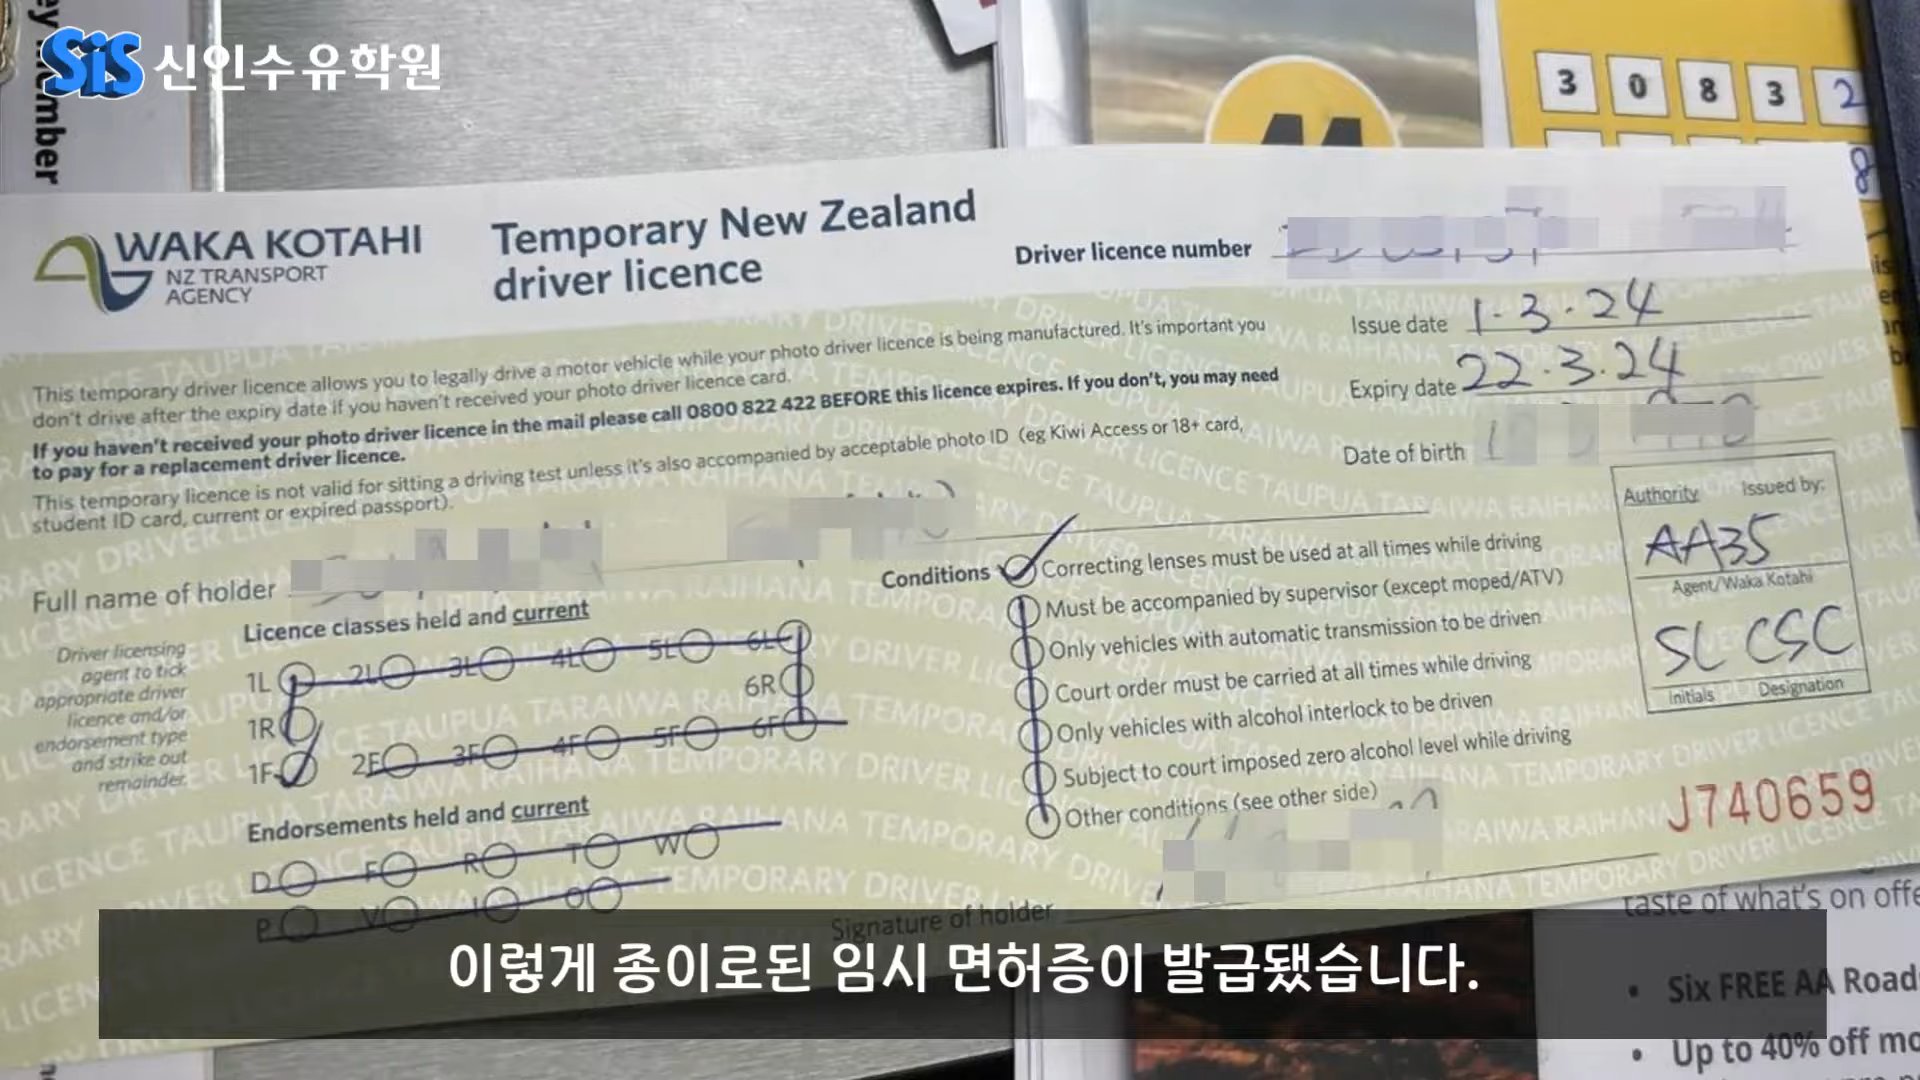 ey Member
SiS 신인수유학원
3 0 8 3 2
8
WAKA KOTAHI
NZ TRANSPORT
AGENCY
Temporary New Zealand
driver licence
Driver licence number
This temporary driver licence allows you to legally drive a motor vehicle while your photo driver licence is being manufactured. It's important you
don't drive after the expiry date if you haven't received your photo driver licence card.
If you haven't received your photo driver licence in the mail please call 0800 822 422 BEFORE this licence expires. If you don't, you may need
to pay for a replacement driver licence.
This temporary licence is not valid for sitting a driving test unless it's also accompanied by acceptable photo ID (eg Kiwi Access or 18+ card,
student ID card, current or expired passport).
Issue date 1.3.24
Expiry date 22.3.24
Date of birth
Full name of holder
Driver licensing
agent to tick
appropriate driver
licence and/or
endorsement type
and strike out
remainder.
Licence classes held and current
1L 2L 3L 4L 5L 6L
1R 6R
1F 2F 3F 4F 5F 6F
Endorsements held and current
D F R T W
P V I O
Conditions Correcting lenses must be used at all times while driving
Must be accompanied by supervisor (except moped/ATV)
Only vehicles with automatic transmission to be driven
Court order must be carried at all times while driving
Only vehicles with alcohol interlock to be driven
Subject to court imposed zero alcohol level while driving
Other conditions (see other side)
Signature of holder
Authority Issued by:
AA35
Agent/Waka Kotahi
SL CSC
Initials Designation
J740659
taste of what's on offe
• Six FREE AA Road
• Up to 40% off mo
이렇게 종이로된 임시 면허증이 발급됐습니다.